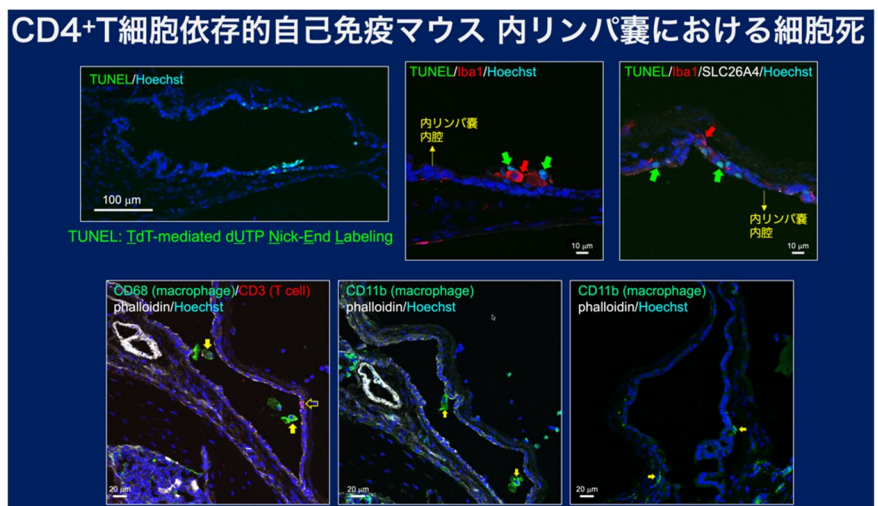 CD4⁺T細胞依存的自己免疫マウス 内リンパ嚢における細胞死
TUNEL/Hoechst
100 μm
TUNEL: TdT-mediated dUTP Nick-End Labeling
TUNEL/Iba1/Hoechst
内リンパ嚢
内腔
10 μm
TUNEL/Iba1/SLC26A4/Hoechst
内リンパ嚢
内腔
10 μm
CD68 (macrophage)/CD3 (T cell)
phalloidin/Hoechst
20 μm
CD11b (macrophage)
phalloidin/Hoechst
20 μm
CD11b (macrophage)
phalloidin/Hoechst
20 μm